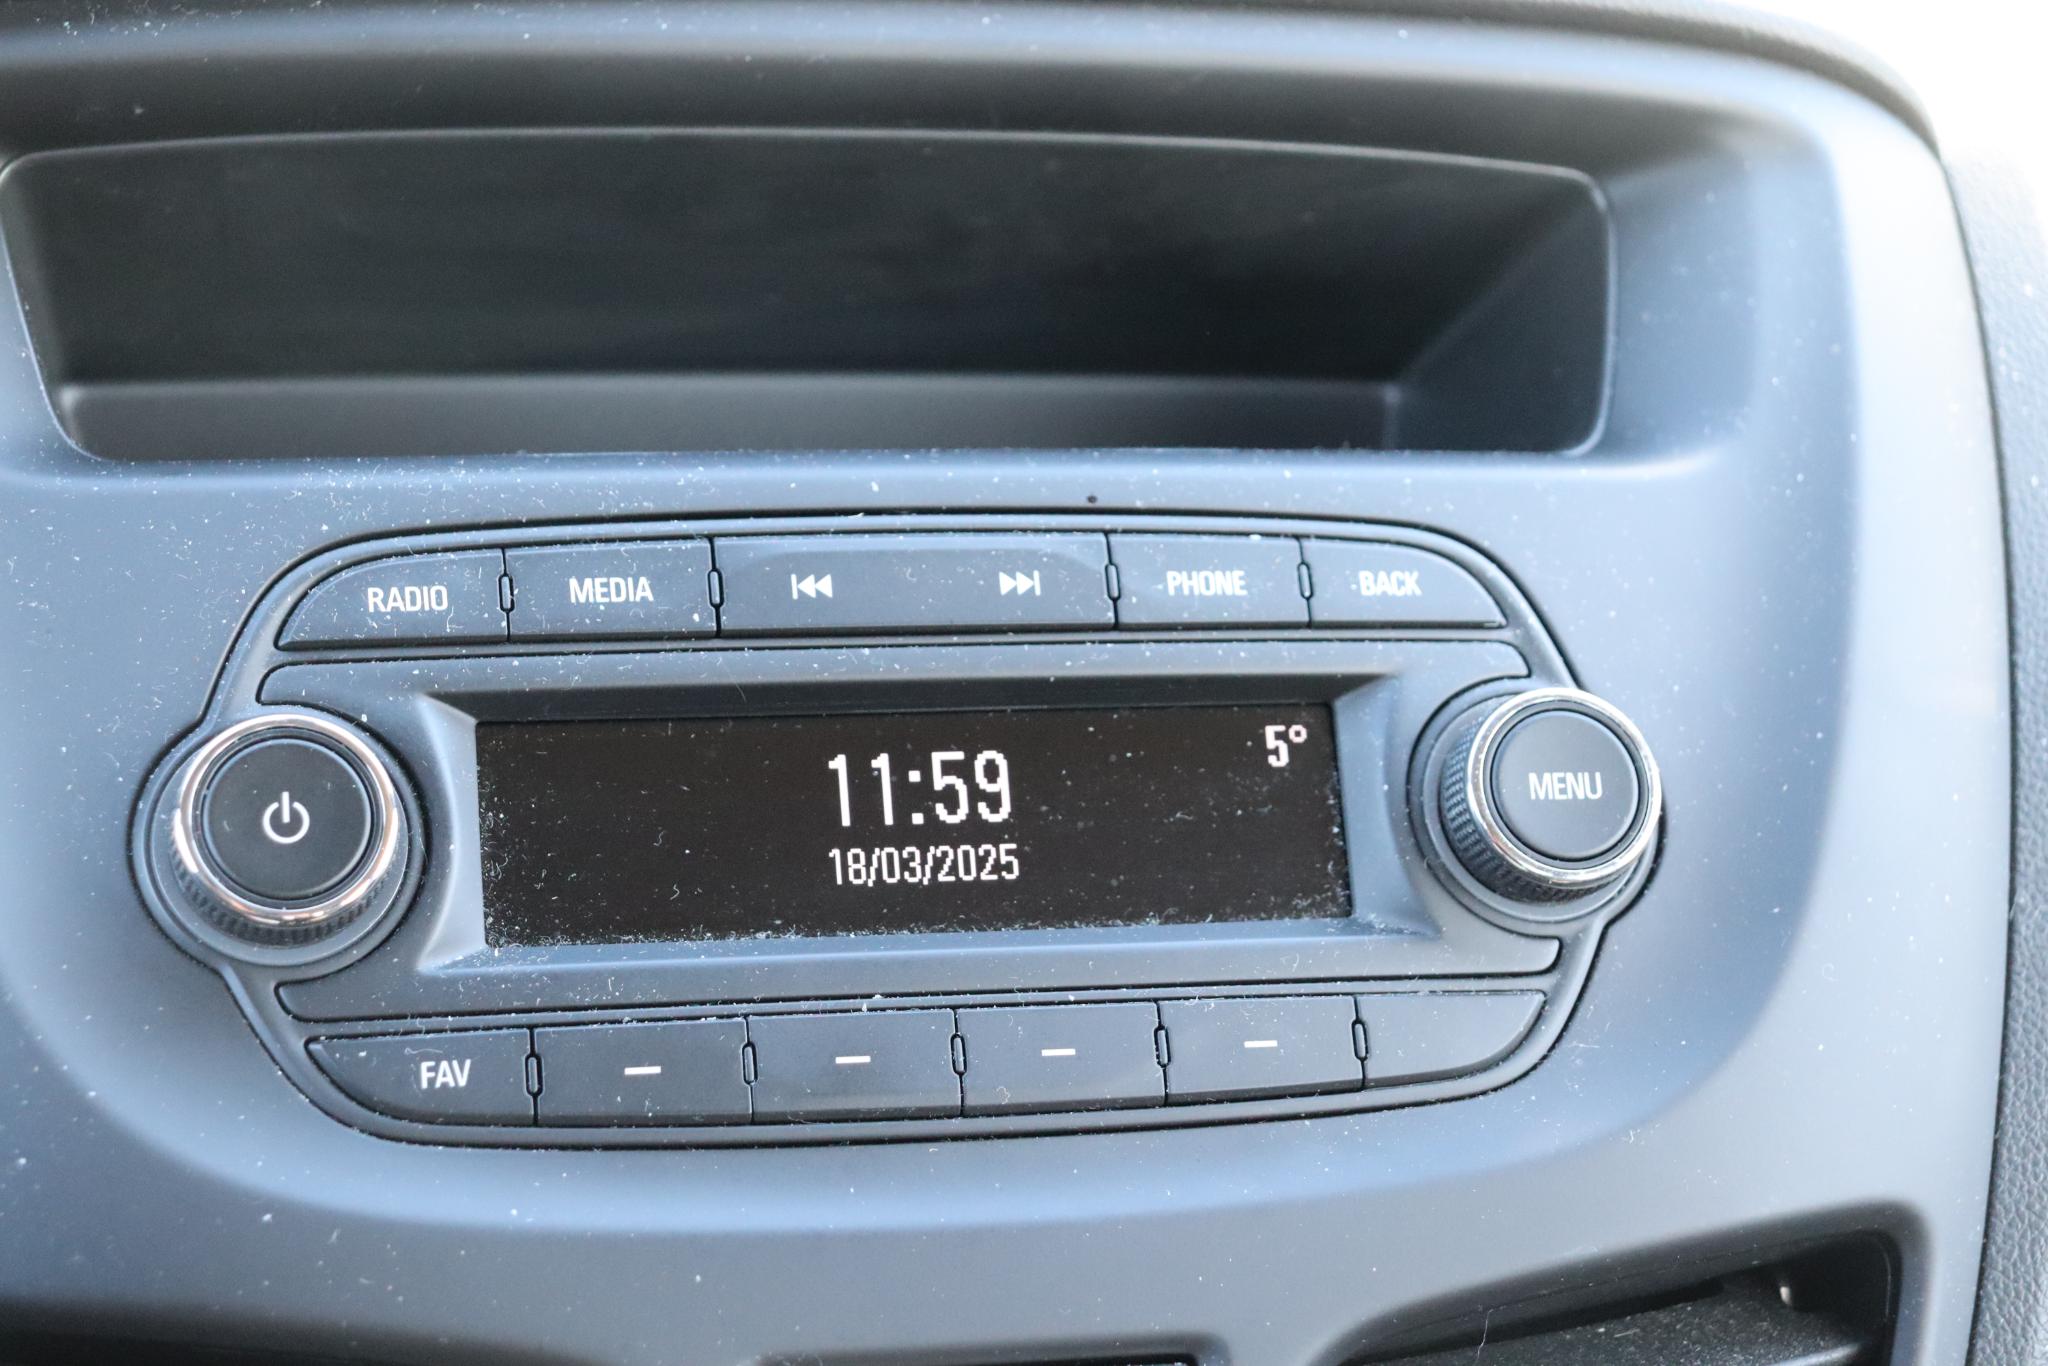 RADIO MEDIA PHONE BACK
5°
11:59
18/03/2025
MENU
FAV